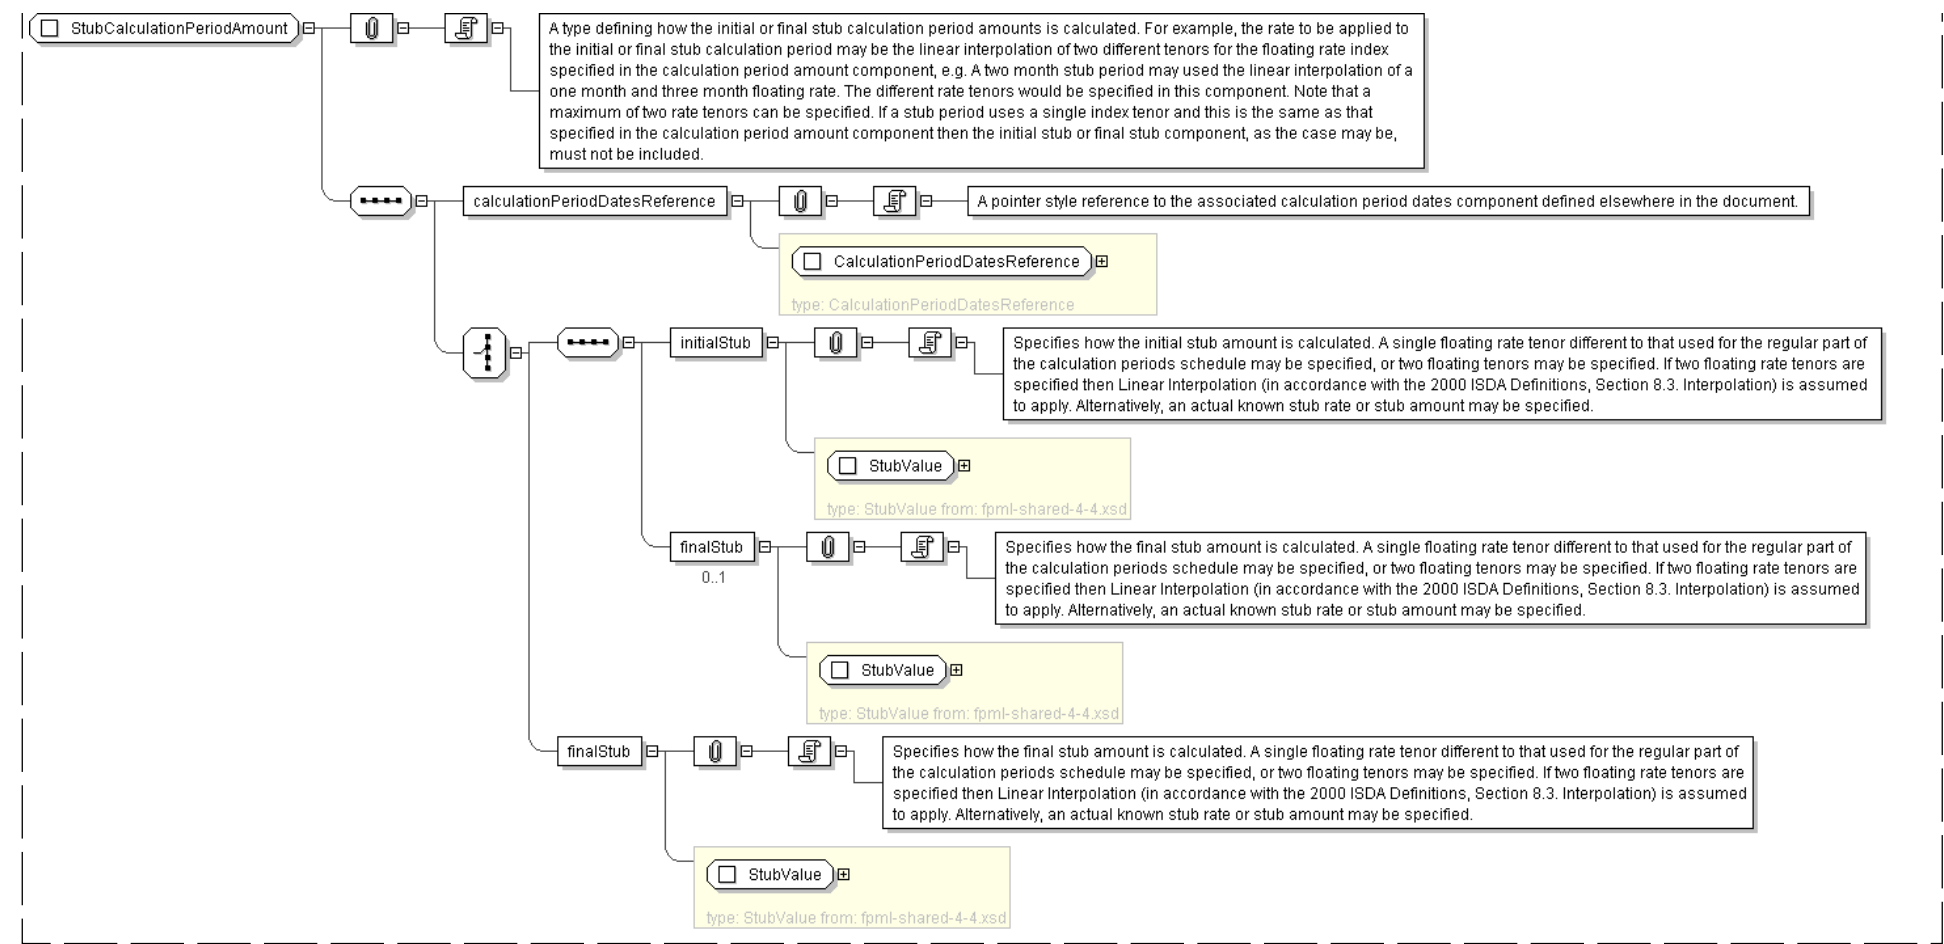 StubCalculationPeriodAmount
A type defining how the initial or final stub calculation period amounts is calculated. For example, the rate to be applied to
the initial or final stub calculation period may be the linear interpolation of two different tenors for the floating rate index
specified in the calculation period amount component, e.g. A two month stub period may used the linear interpolation of a
one month and three month floating rate. The different rate tenors would be specified in this component. Note that a
maximum of two rate tenors can be specified. If a stub period uses a single index tenor and this is the same as that
specified in the calculation period amount component then the initial stub or final stub component, as the case may be,
must not be included.
calculationPeriodDatesReference
A pointer style reference to the associated calculation period dates component defined elsewhere in the document.
CalculationPeriodDatesReference
type: CalculationPeriodDatesReference
initialStub
Specifies how the initial stub amount is calculated. A single floating rate tenor different to that used for the regular part of
the calculation periods schedule may be specified, or two floating tenors may be specified. If two floating rate tenors are
specified then Linear Interpolation (in accordance with the 2000 ISDA Definitions, Section 8.3. Interpolation) is assumed
to apply. Alternatively, an actual known stub rate or stub amount may be specified.
StubValue
type: StubValue from: fpml-shared-4-4.xsd
finalStub
0..1
Specifies how the final stub amount is calculated. A single floating rate tenor different to that used for the regular part of
the calculation periods schedule may be specified, or two floating tenors may be specified. If two floating rate tenors are
specified then Linear Interpolation (in accordance with the 2000 ISDA Definitions, Section 8.3. Interpolation) is assumed
to apply. Alternatively, an actual known stub rate or stub amount may be specified.
StubValue
type: StubValue from: fpml-shared-4-4.xsd
finalStub
Specifies how the final stub amount is calculated. A single floating rate tenor different to that used for the regular part of
the calculation periods schedule may be specified, or two floating tenors may be specified. If two floating rate tenors are
specified then Linear Interpolation (in accordance with the 2000 ISDA Definitions, Section 8.3. Interpolation) is assumed
to apply. Alternatively, an actual known stub rate or stub amount may be specified.
StubValue
type: StubValue from: fpml-shared-4-4.xsd